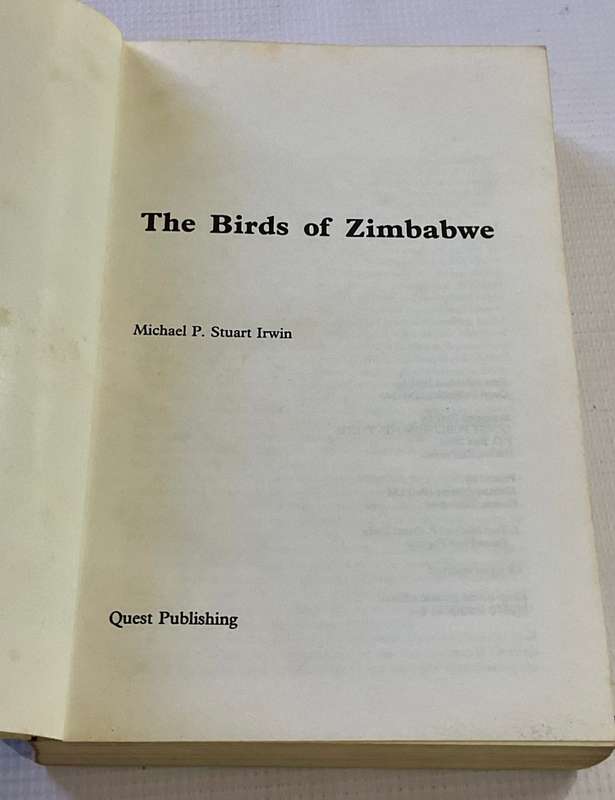 The Birds of Zimbabwe
Michael P. Stuart Irwin
Quest Publishing